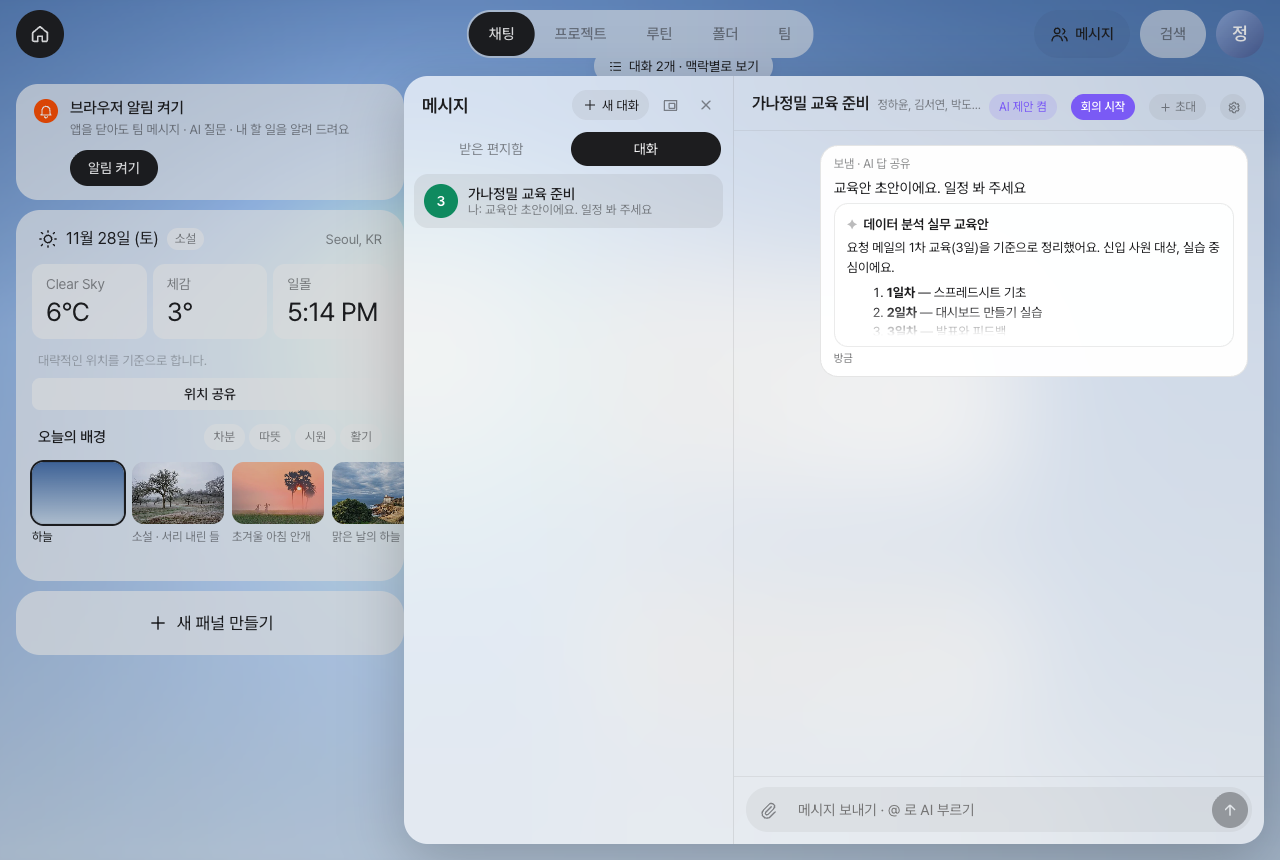 채팅
프로젝트
루틴
폴더
팀
메시지
검색
정
대화 2개 · 맥락별로 보기
브라우저 알림 켜기
앱을 닫아도 팀 메시지 · AI 질문 · 내 할 일을 알려 드려요
알림 켜기
11월 28일 (토)
소설
Seoul, KR
Clear Sky
6°C
체감
3°
일몰
5:14 PM
대략적인 위치를 기준으로 합니다.
위치 공유
오늘의 배경
차분
따뜻
시원
활기
하늘
소설 · 서리 내린 들
초겨울 아침 안개
맑은 날의 하늘
새 패널 만들기
메시지
새 대화
받은 편지함
대화
3
가나정밀 교육 준비
나: 교육안 초안이에요. 일정 봐 주세요
가나정밀 교육 준비
정하윤, 김서연, 박도...
AI 제안 켬
회의 시작
초대
보냄 · AI 답 공유
교육안 초안이에요. 일정 봐 주세요
데이터 분석 실무 교육안
요청 메일의 1차 교육(3일)을 기준으로 정리했어요. 신입 사원 대상, 실습 중
심이에요.
1. 1일차 — 스프레드시트 기초
2. 2일차 — 대시보드 만들기 실습
3. 3일차 — 발표와 피드백
방금
메시지 보내기 · @ 로 AI 부르기